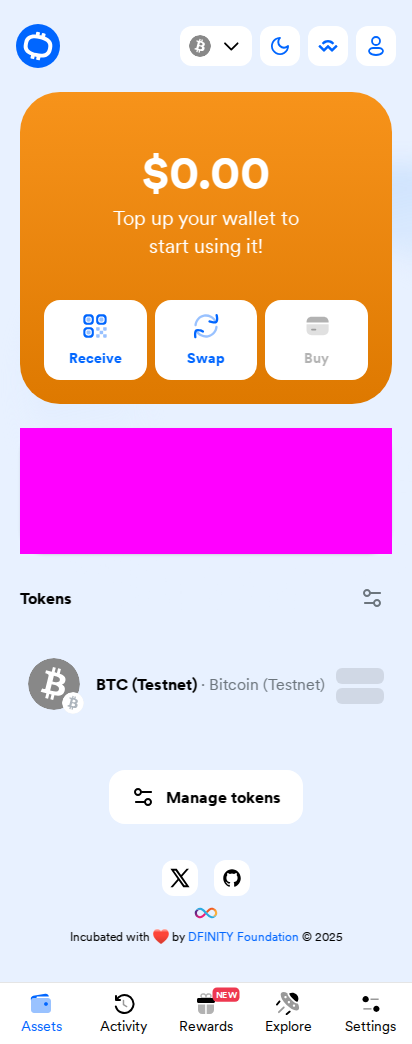 $0.00
Top up your wallet to
start using it!
Receive Swap Buy
Tokens
BTC (Testnet) · Bitcoin (Testnet)
Manage tokens
Incubated with ❤️ by DFINITY Foundation © 2025
NEW
Assets Activity Rewards Explore Settings